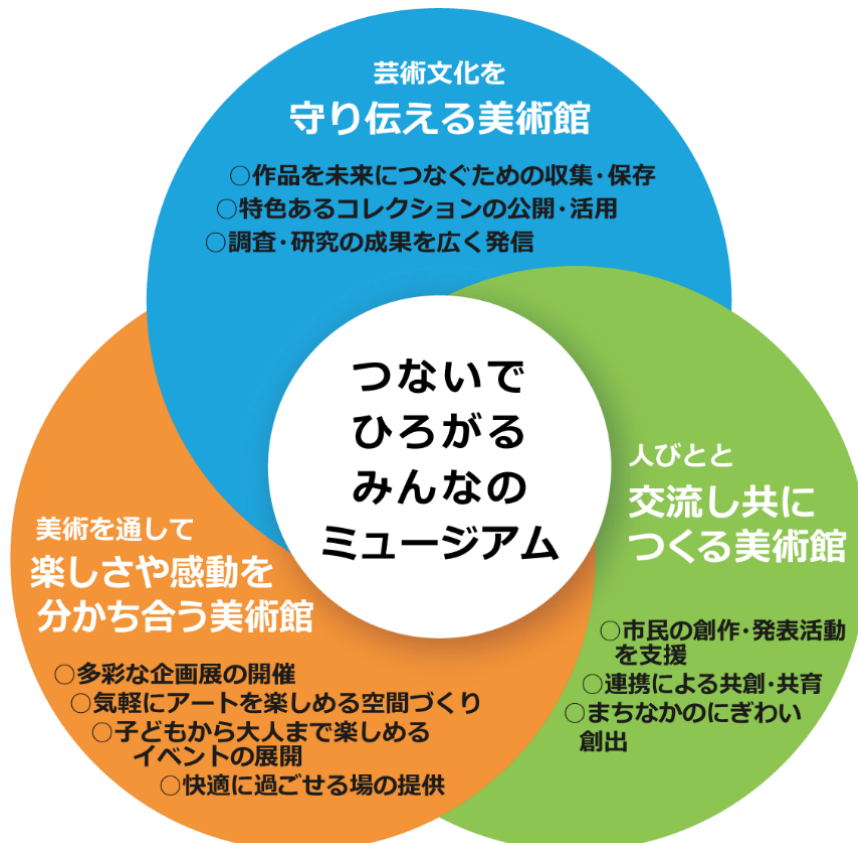 芸術文化を
守り伝える美術館
○作品を未来につなぐための収集・保存
○特色あるコレクションの公開・活用
○調査・研究の成果を広く発信
つないで
ひろがる
みんなの
ミュージアム
美術を通して
楽しさや感動を
分かち合う美術館
○多彩な企画展の開催
○気軽にアートを楽しめる空間づくり
○子どもから大人まで楽しめる
イベントの展開
○快適に過ごせる場の提供
人びとと
交流し共に
つくる美術館
○市民の創作・発表活動
を支援
○連携による共創・共育
○まちなかのにぎわい
創出